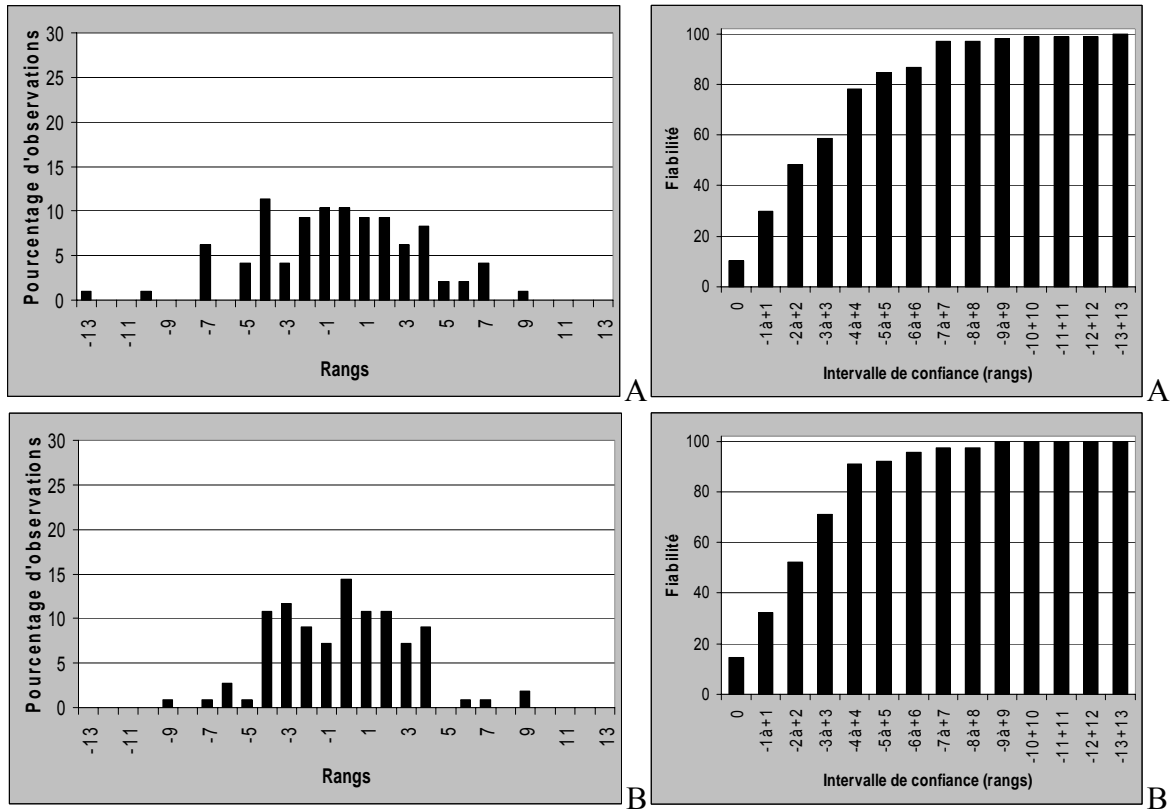 Pourcentage d'observations
30
25
20
15
10
5
0
-13 -11 -9 -7 -5 -3 -1 1 3 5 7 9 11 13
Rangs
A
Fiabilité
100
80
60
40
20
0
0 -1à+1 -2à+2 -3à+3 -4à+4 -5à+5 -6à+6 -7à+7 -8à+8 -9à+9 -10+10 -11+11 -12+12 -13+13
Intervalle de confiance (rangs)
A
Pourcentage d'observations
30
25
20
15
10
5
0
-13 -11 -9 -7 -5 -3 -1 1 3 5 7 9 11 13
Rangs
B
Fiabilité
100
80
60
40
20
0
0 -1à+1 -2à+2 -3à+3 -4à+4 -5à+5 -6à+6 -7à+7 -8à+8 -9à+9 -10+10 -11+11 -12+12 -13+13
Intervalle de confiance (rangs)
B